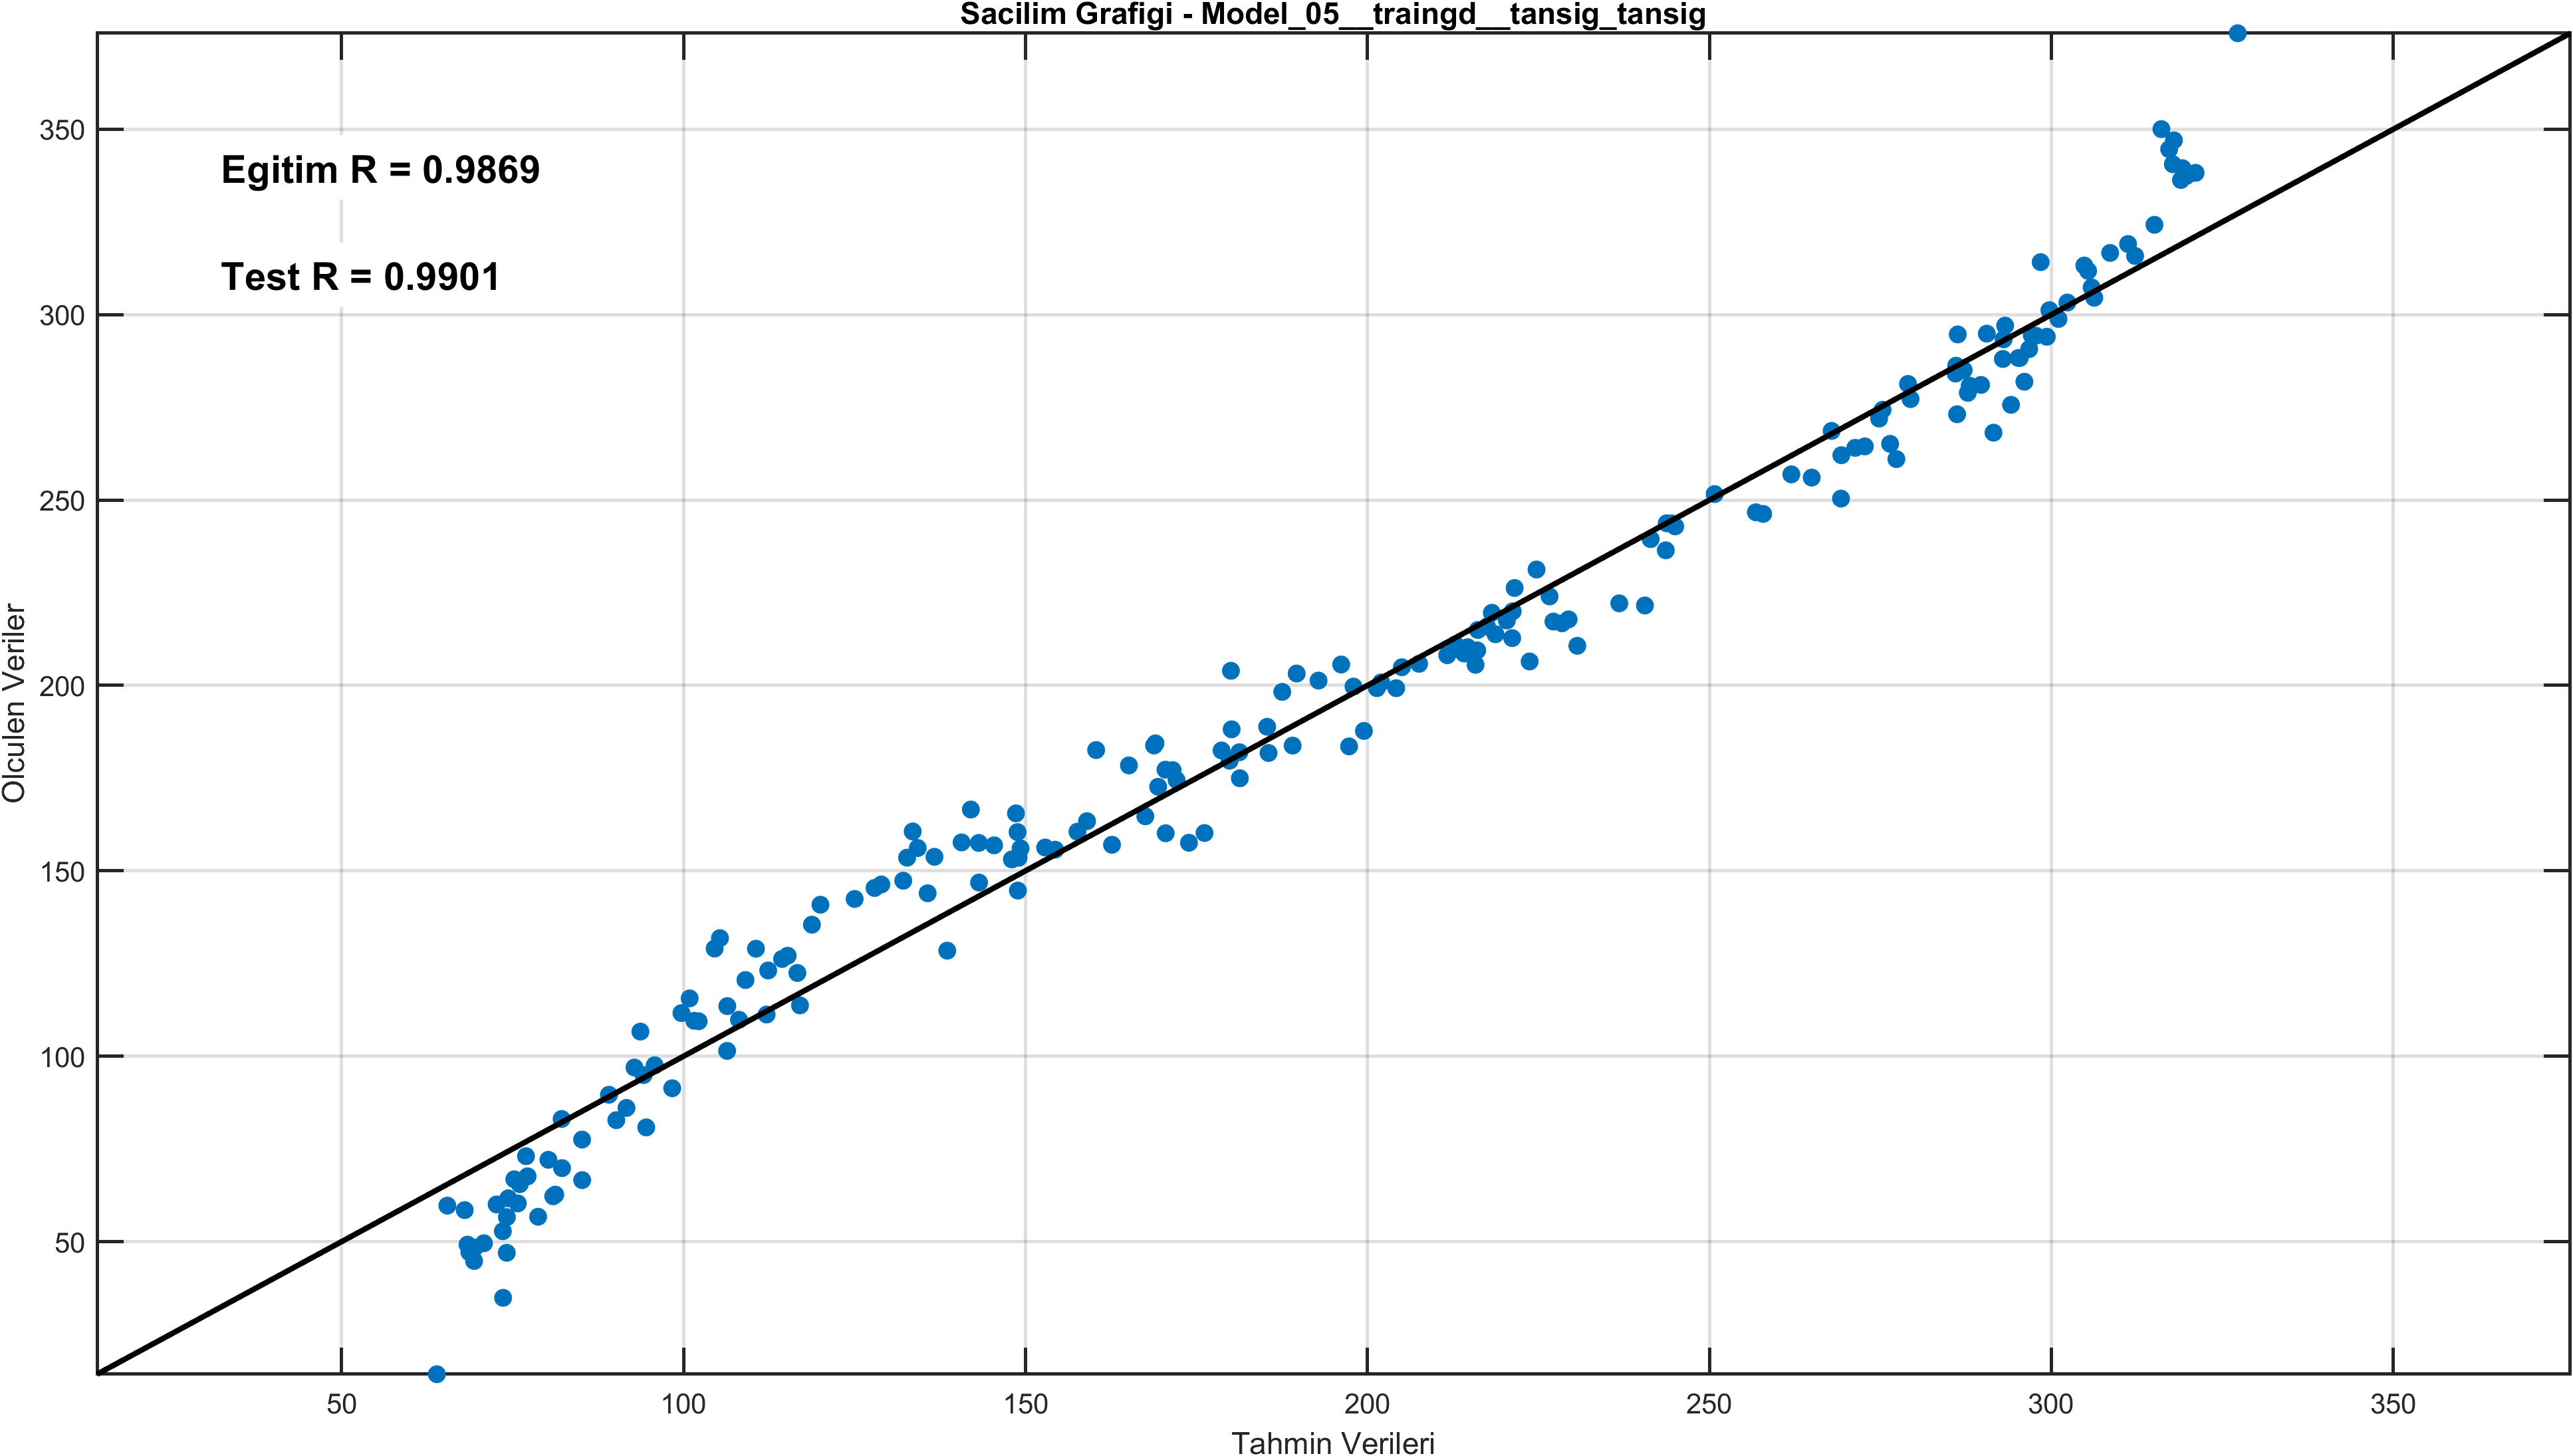 Sacilim Grafigi - Model_05__traingd__tansig_tansig
Egitim R = 0.9869
Test R = 0.9901
350
300
250
200
150
100
50
Olculen Veriler
50 100 150 200 250 300 350
Tahmin Verileri